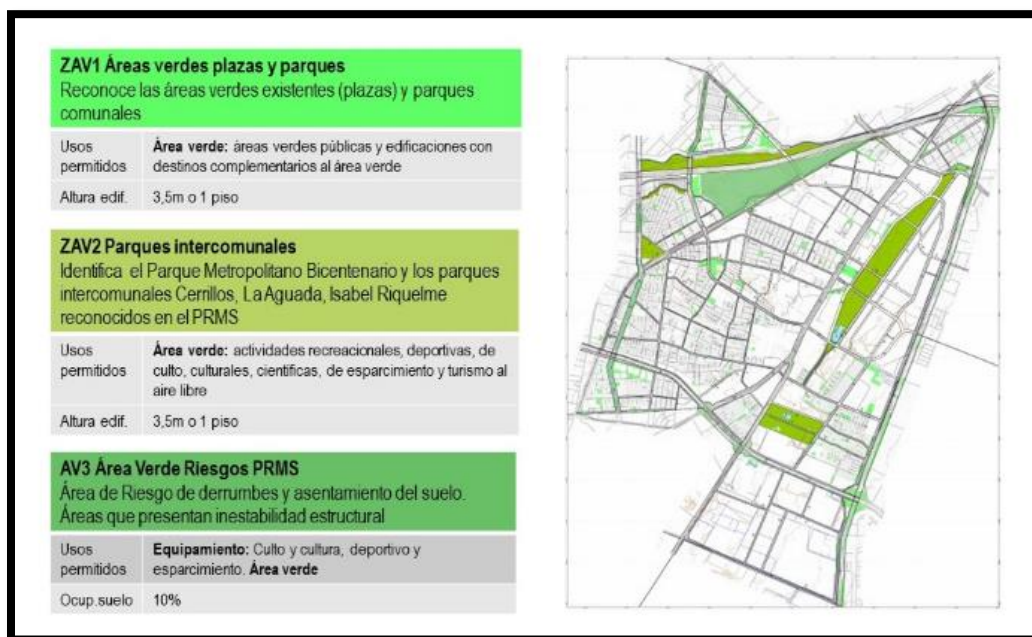 ZAV1 Áreas verdes plazas y parques
Reconoce las áreas verdes existentes (plazas) y parques
comunales
Usos
permitidos
Área verde: áreas verdes públicas y edificaciones con
destinos complementarios al área verde
Altura edif.
3,5m o 1 piso
ZAV2 Parques intercomunales
Identifica el Parque Metropolitano Bicentenario y los parques
intercomunales Cerrillos, La Aguada, Isabel Riquelme
reconocidos en el PRMS
Usos
permitidos
Área verde: actividades recreacionales, deportivas, de
culto, culturales, científicas, de esparcimiento y turismo al
aire libre
Altura edif.
3,5m o 1 piso
AV3 Área Verde Riesgos PRMS
Área de Riesgo de derrumbes y asentamiento del suelo.
Áreas que presentan inestabilidad estructural
Usos
permitidos
Equipamiento: Culto y cultura, deportivo y
esparcimiento. Área verde
Ocup.suelo
10%